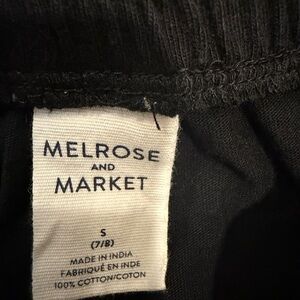 MELROSE
AND
MARKET
S
(7/8)
MADE IN INDIA
FABRIQUÉ EN INDE
100% COTTON/COTON